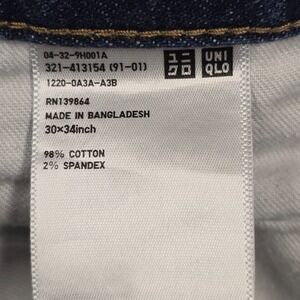 04-32-9H001A
321-413154 (91-01)
1220-0A3A-A3B
ユニ
クロ
UNI
QLO
RN139864
MADE IN BANGLADESH
30×34inch
98% COTTON
2% SPANDEX